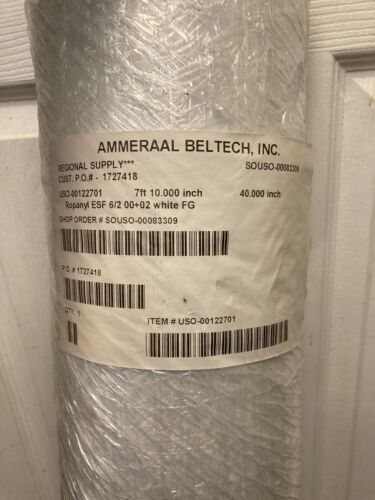 AMMERAAL BELTECH, INC.
REGIONAL SUPPLY*** SOUSO-00083309
CUST. P.O.# - 1727418
USO-00122701 7ft 10.000 inch 40.000 inch
Ropanyl ESF 6/2 00+02 white FG
SHOP ORDER # SOUSO-00083309
P.O. # 1727418
QTY. 1
ITEM # USO-00122701